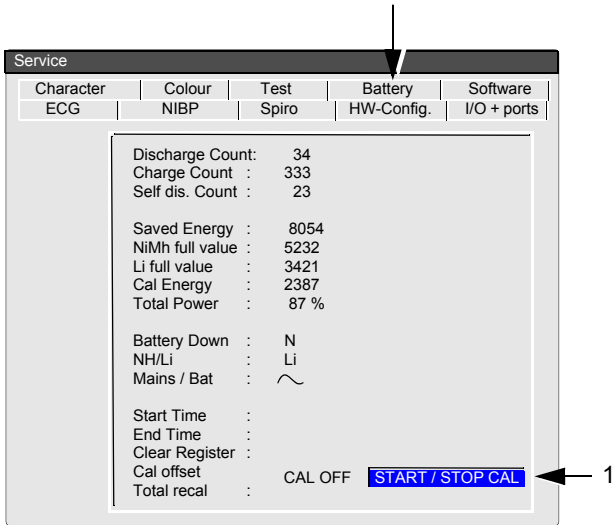 Service
Character Colour Test Battery Software
ECG NIBP Spiro HW-Config. I/O + ports
Discharge Count: 34
Charge Count : 333
Self dis. Count : 23
Saved Energy : 8054
NiMh full value : 5232
Li full value : 3421
Cal Energy : 2387
Total Power : 87 %
Battery Down : N
NH/Li : Li
Mains / Bat :
Start Time :
End Time :
Clear Register :
Cal offset CAL OFF START / STOP CAL 1
Total recal :